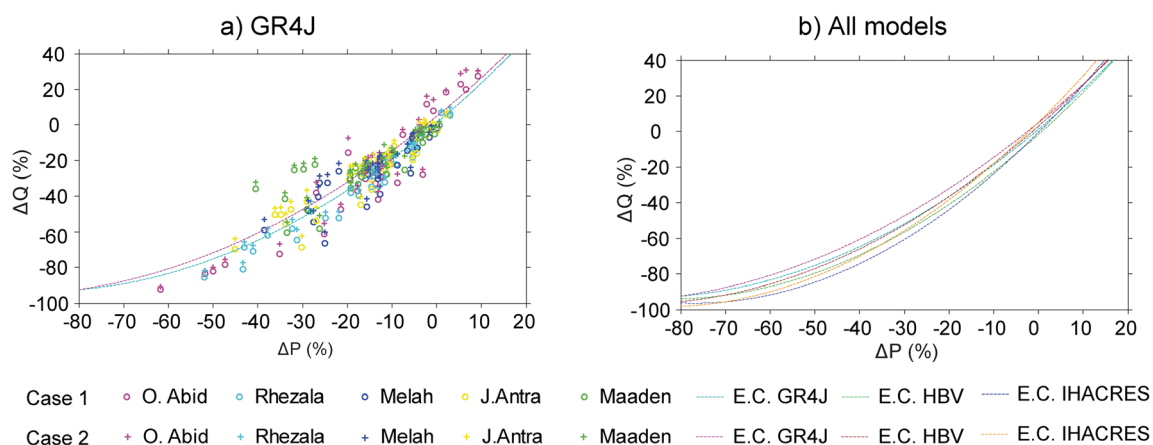 a) GR4J
b) All models
40
20
0
-20
-40
-60
-80
-100
ΔQ (%)
-80 -70 -60 -50 -40 -30 -20 -10 0 10 20
ΔP (%)
40
20
0
-20
-40
-60
-80
-100
ΔQ (%)
-80 -70 -60 -50 -40 -30 -20 -10 0 10 20
ΔP (%)
Case 1 O. Abid Rhezala Melah J.Antra Maaden E.C. GR4J E.C. HBV E.C. IHACRES
Case 2 O. Abid Rhezala Melah J.Antra Maaden E.C. GR4J E.C. HBV E.C. IHACRES